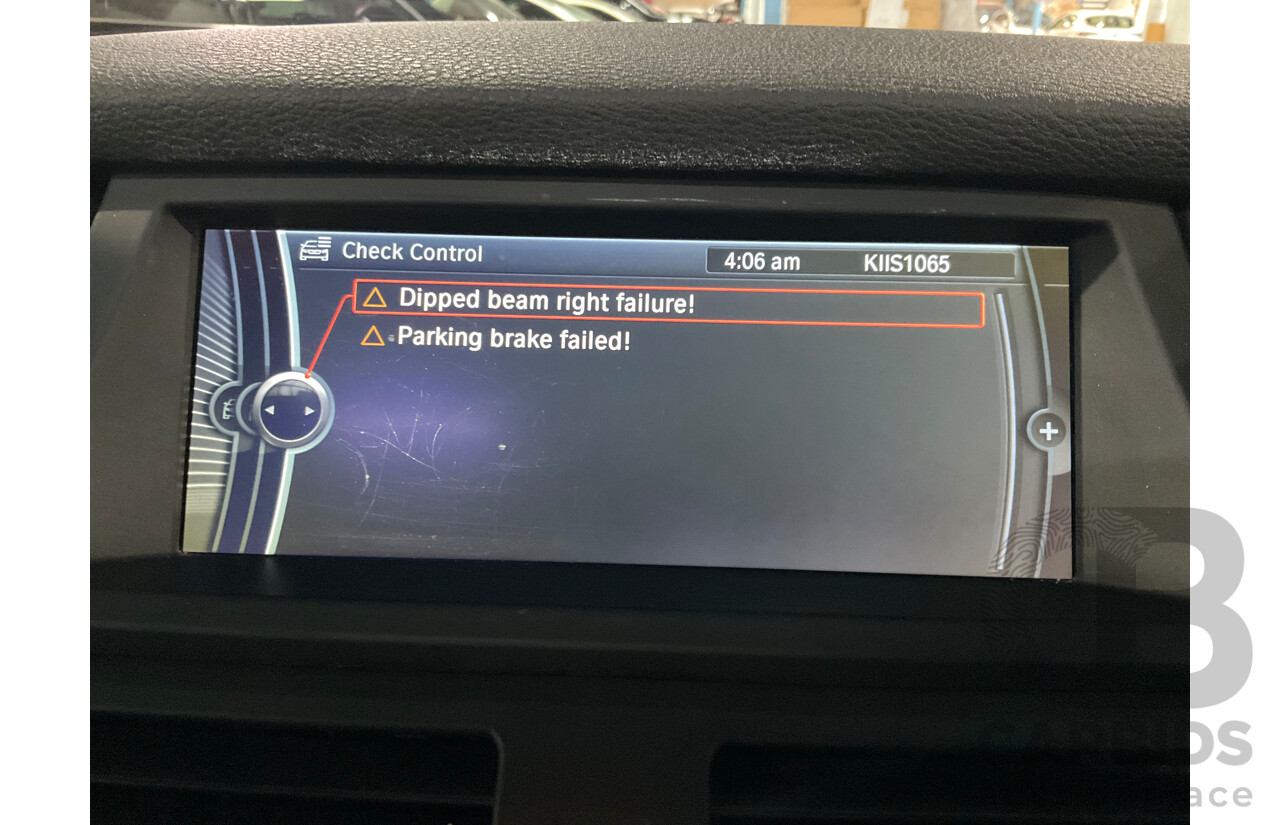 Check Control
4:06 am KIIS1065
Dipped beam right failure!
Parking brake failed!